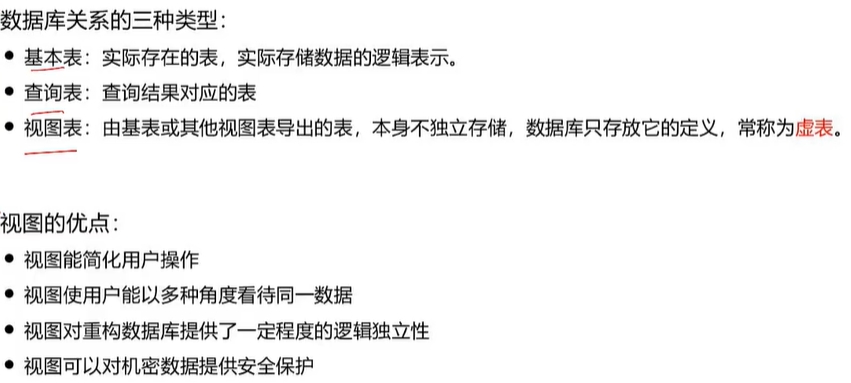 数据库关系的三种类型：
• 基本表：实际存在的表，实际存储数据的逻辑表示。
• 查询表：查询结果对应的表
• 视图表：由基表或其他视图表导出的表，本身不独立存储，数据库只存放它的定义，常称为虚表。
视图的优点：
• 视图能简化用户操作
• 视图使用户能以多种角度看待同一数据
• 视图对重构数据库提供了一定程度的逻辑独立性
• 视图可以对机密数据提供安全保护